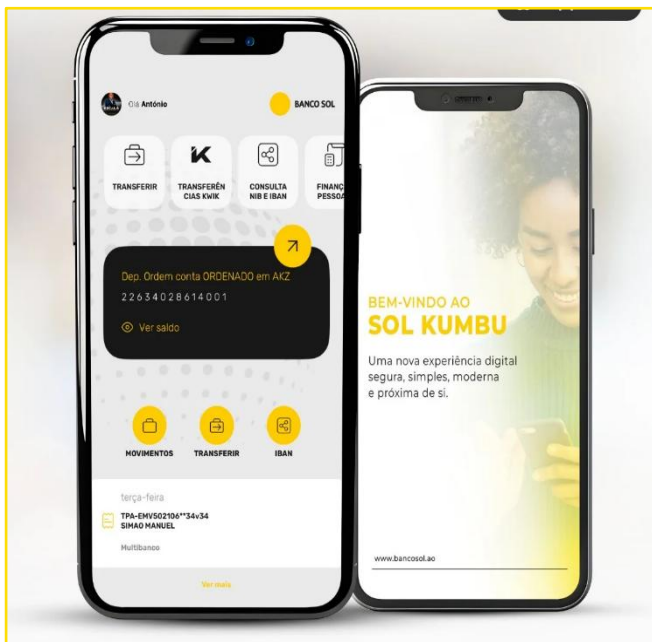 Olá António
BANCO SOL
TRANSFERIR
TRANSFERÊN
CIAS KWIK
CONSULTA
NIB E IBAN
FINANÇ
PESSOA
Dep. Ordem conta ORDENADO em AKZ
22634028614001
Ver saldo
MOVIMENTOS
TRANSFERIR
IBAN
terça-feira
TPA-EMV502106**34v34
SIMAO MANUEL
Multibanco
Ver mais
BEM-VINDO AO
SOL KUMBU
Uma nova experiência digital
segura, simples, moderna
e próxima de si.
www.bancosol.ao